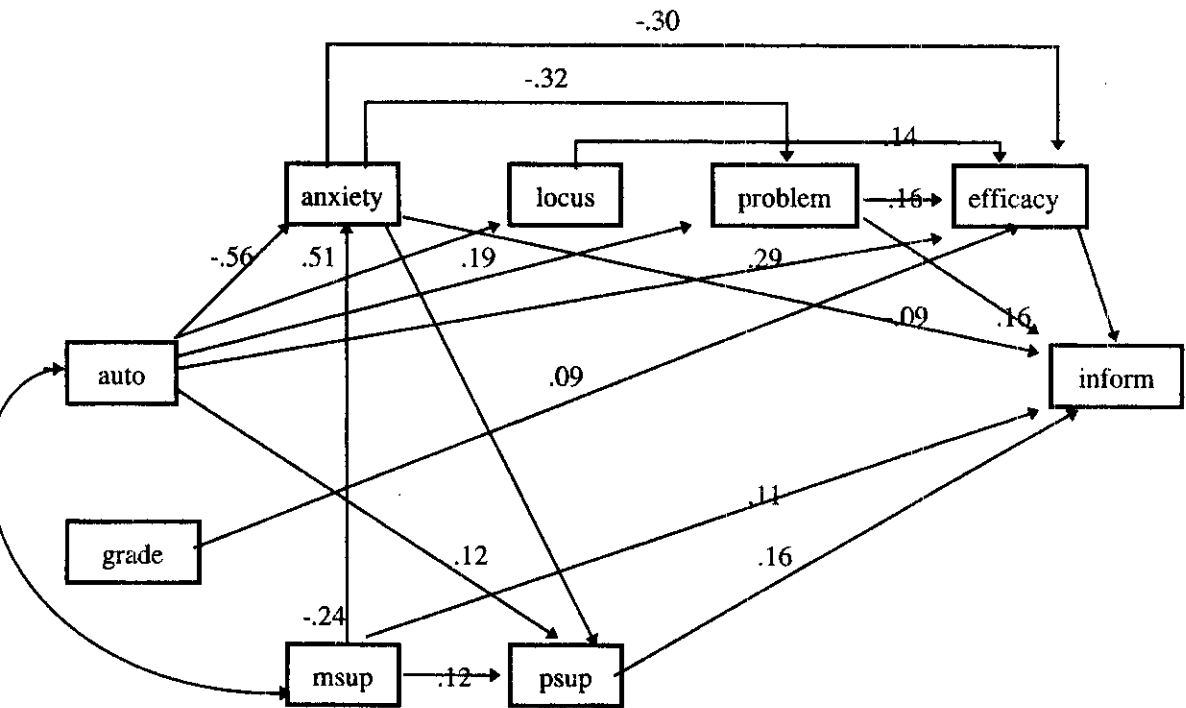 -.30
-.32
.14
anxiety
locus
problem
.16
efficacy
-.56
.51
.19
.29
-.09
.16
auto
.09
inform
.11
grade
.12
.16
-.24
msup
.12
psup